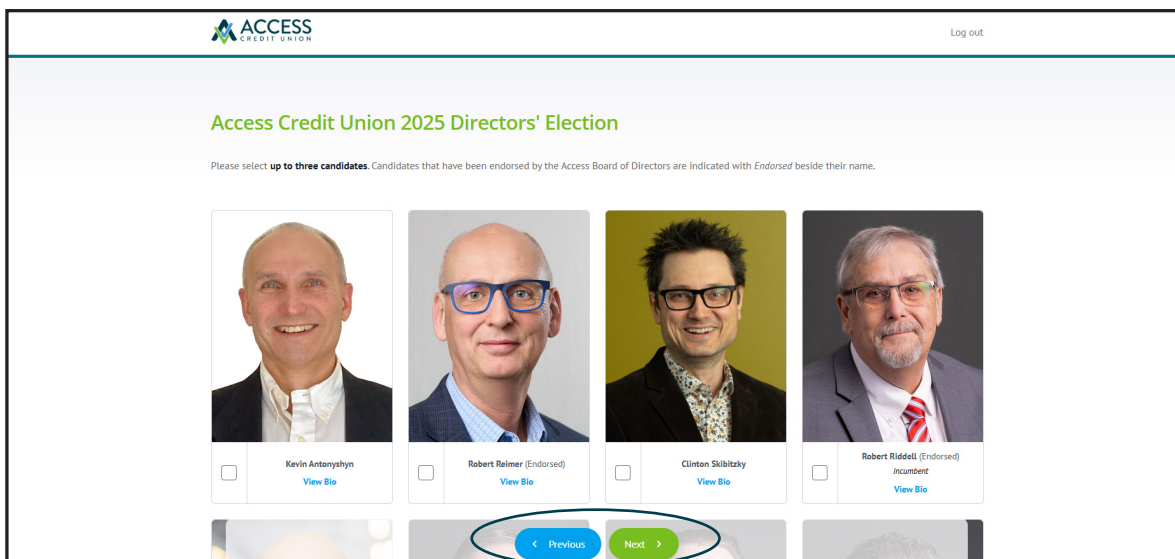 ACCESS
CREDIT UNION
Log out
Access Credit Union 2025 Directors' Election
Please select up to three candidates. Candidates that have been endorsed by the Access Board of Directors are indicated with Endorsed beside their name.
Kevin Antonyshyn
View Bio
Robert Reimer (Endorsed)
View Bio
Clinton Skibitzky
View Bio
Robert Riddell (Endorsed)
Incumbent
View Bio
Previous
Next